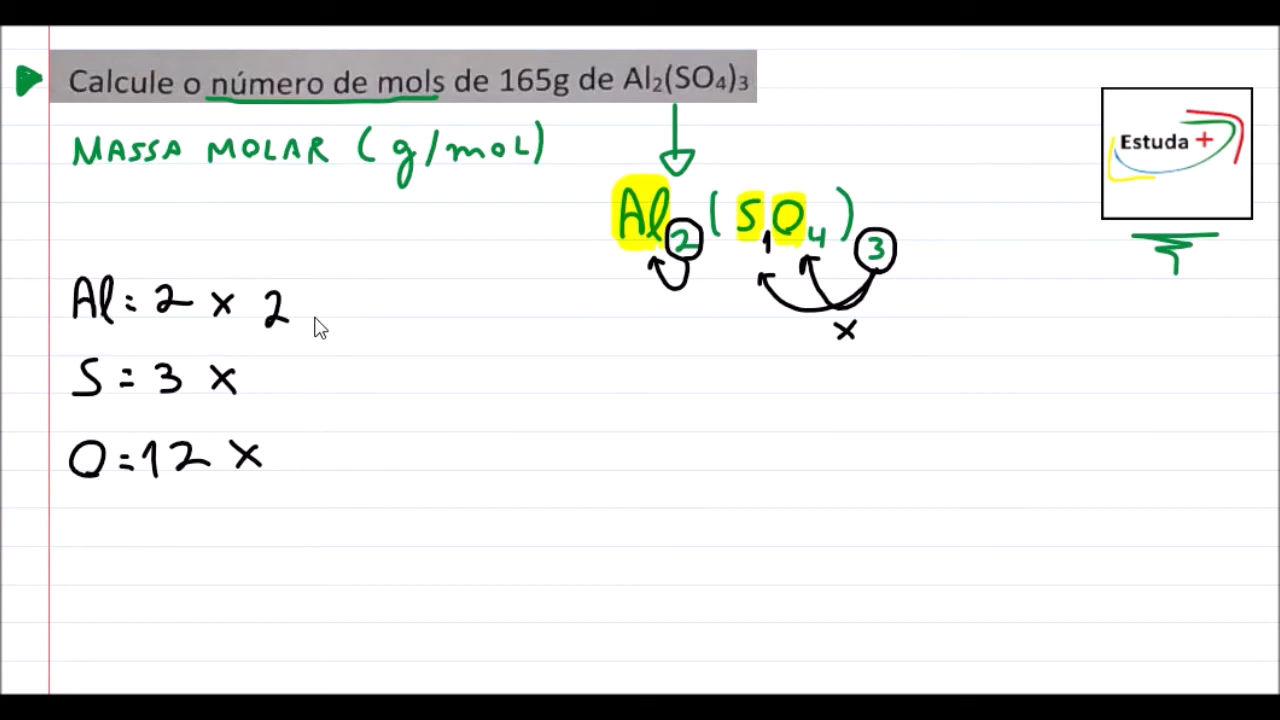 Calcule o número de mols de 165g de Al₂(SO₄)₃
MASSA MOLAR (g/mol)
Estuda +
Al₂(S₁O₄)₃
x
Al = 2 x 2
S = 3 x
O = 12 x